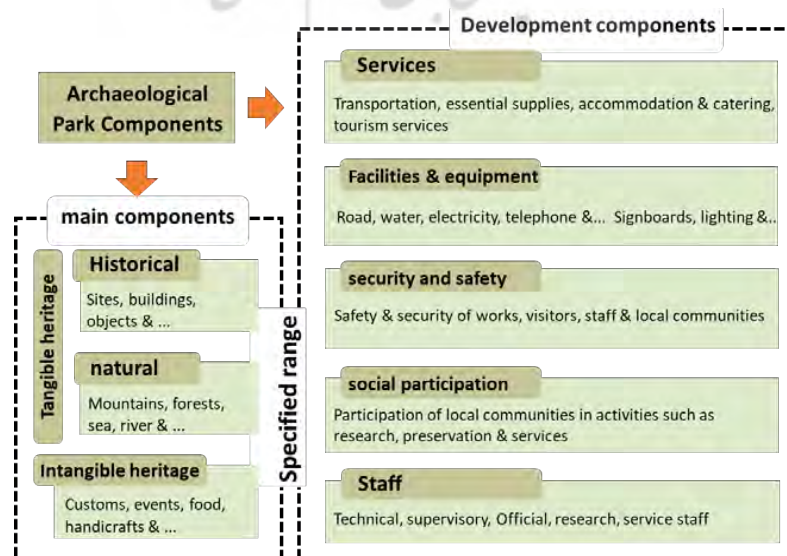 Development components
Archaeological
Park Components
Services
Transportation, essential supplies, accommodation & catering,
tourism services
Facilities & equipment
Road, water, electricity, telephone &... Signboards, lighting &..
security and safety
Safety & security of works, visitors, staff & local communities
social participation
Participation of local communities in activities such as
research, preservation & services
Staff
Technical, supervisory, Official, research, service staff
main components
Tangible heritage
Historical
Sites, buildings,
objects & ...
natural
Mountains, forests,
sea, river & ...
Intangible heritage
Customs, events, food,
handicrafts & ...
Specified range